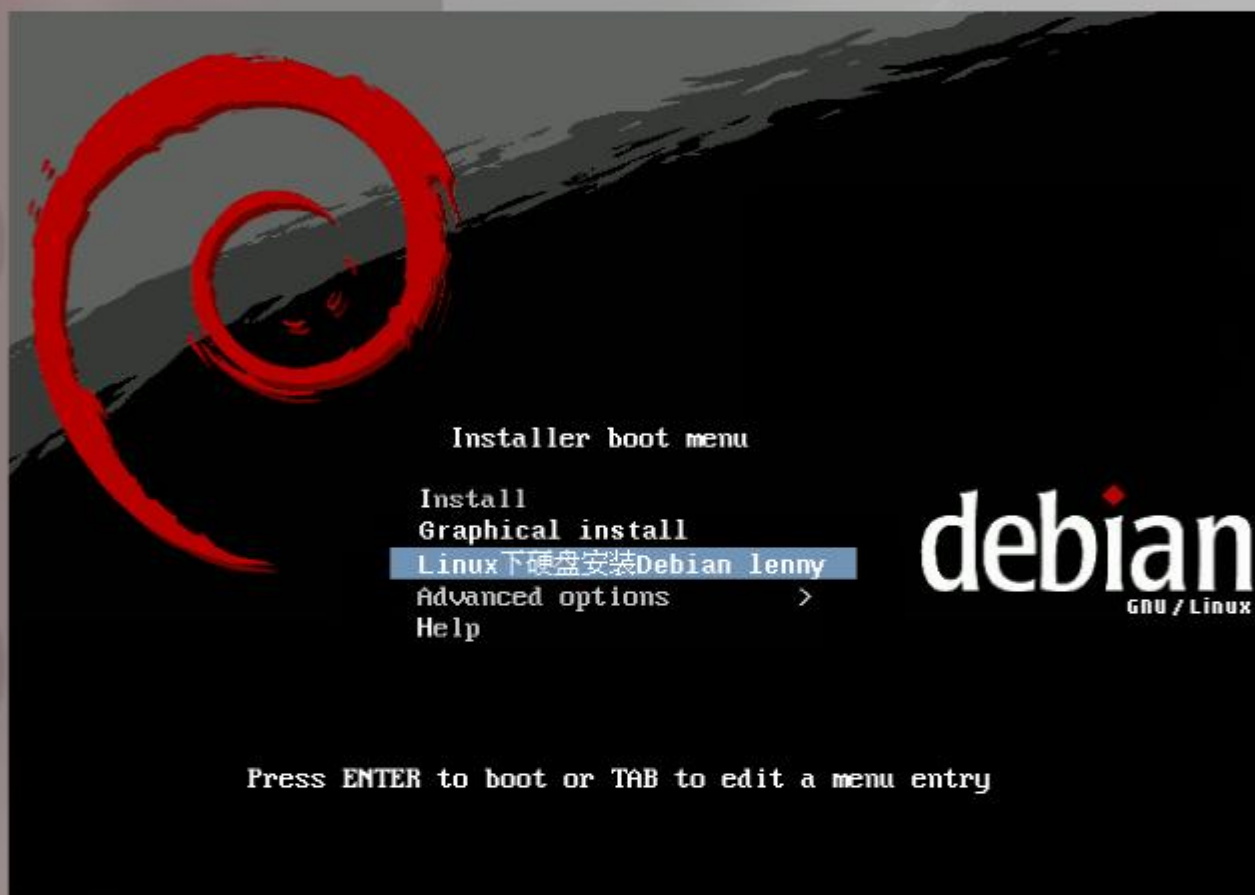 Installer boot menu
Install
Graphical install
Linux下硬盘安装Debian lenny
Advanced options >
Help
debian
GNU / Linux
Press ENTER to boot or TAB to edit a menu entry